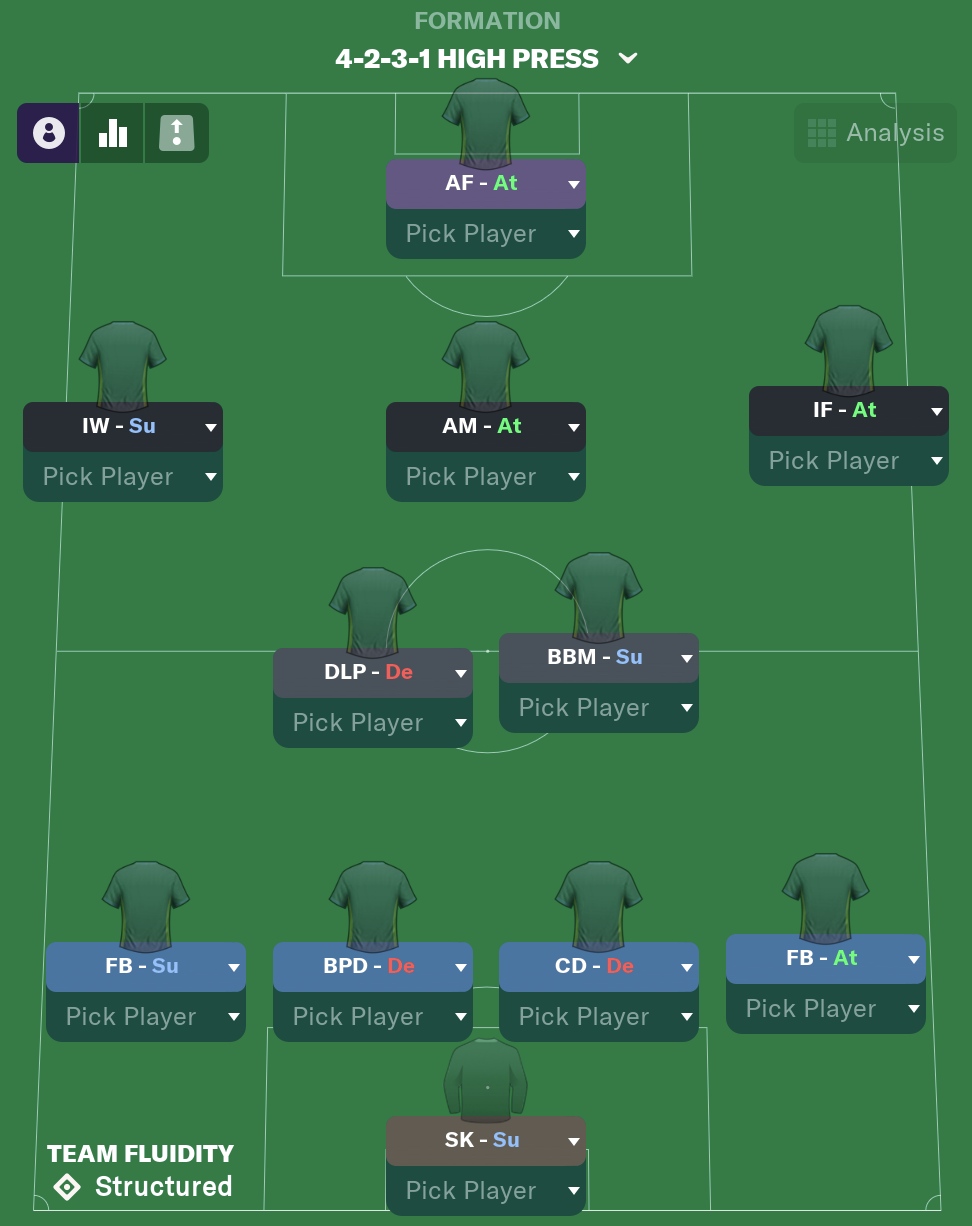 FORMATION
4-2-3-1 HIGH PRESS
Analysis
AF - At
Pick Player
IW - Su
Pick Player
AM - At
Pick Player
IF - At
Pick Player
DLP - De
Pick Player
BBM - Su
Pick Player
FB - Su
Pick Player
BPD - De
Pick Player
CD - De
Pick Player
FB - At
Pick Player
SK - Su
Pick Player
TEAM FLUIDITY
Structured